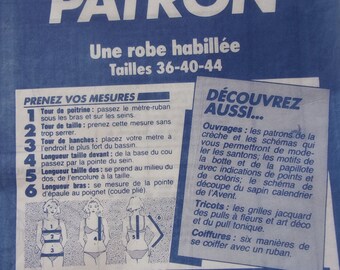 PATRON
Une robe habillée
Tailles 36-40-44
PRENEZ VOS MESURES
1 Tour de poitrine : passez le mètre-ruban
sous les bras et sur les seins.
2 Tour de taille : prenez cette mesure sans
trop serrer.
3 Tour de hanches : placez votre mètre à
l'endroit le plus fort du bassin.
4 Longueur taille devant : de la base du cou
passez par la pointe du sein.
5 Longueur taille dos : se prend au milieu du
dos, de l'encolure à la taille.
6 Longueur bras : se mesure de la pointe
d'épaule au poignet (coude plié).
DÉCOUVREZ
AUSSI...
Ouvrages : les patrons de la
crèche et les schémas qui
vous permettront de mode-
ler les santons; les motifs de
la botte et de la papillote
avec indications de points et
de coloris; le schéma de
découpe du sapin calendrier
de l'Avent.
Tricots : les grilles jacquard
des pulls à fleurs et art déco
et du pull tonique.
Coiffures : six manières de
se coiffer avec un ruban.